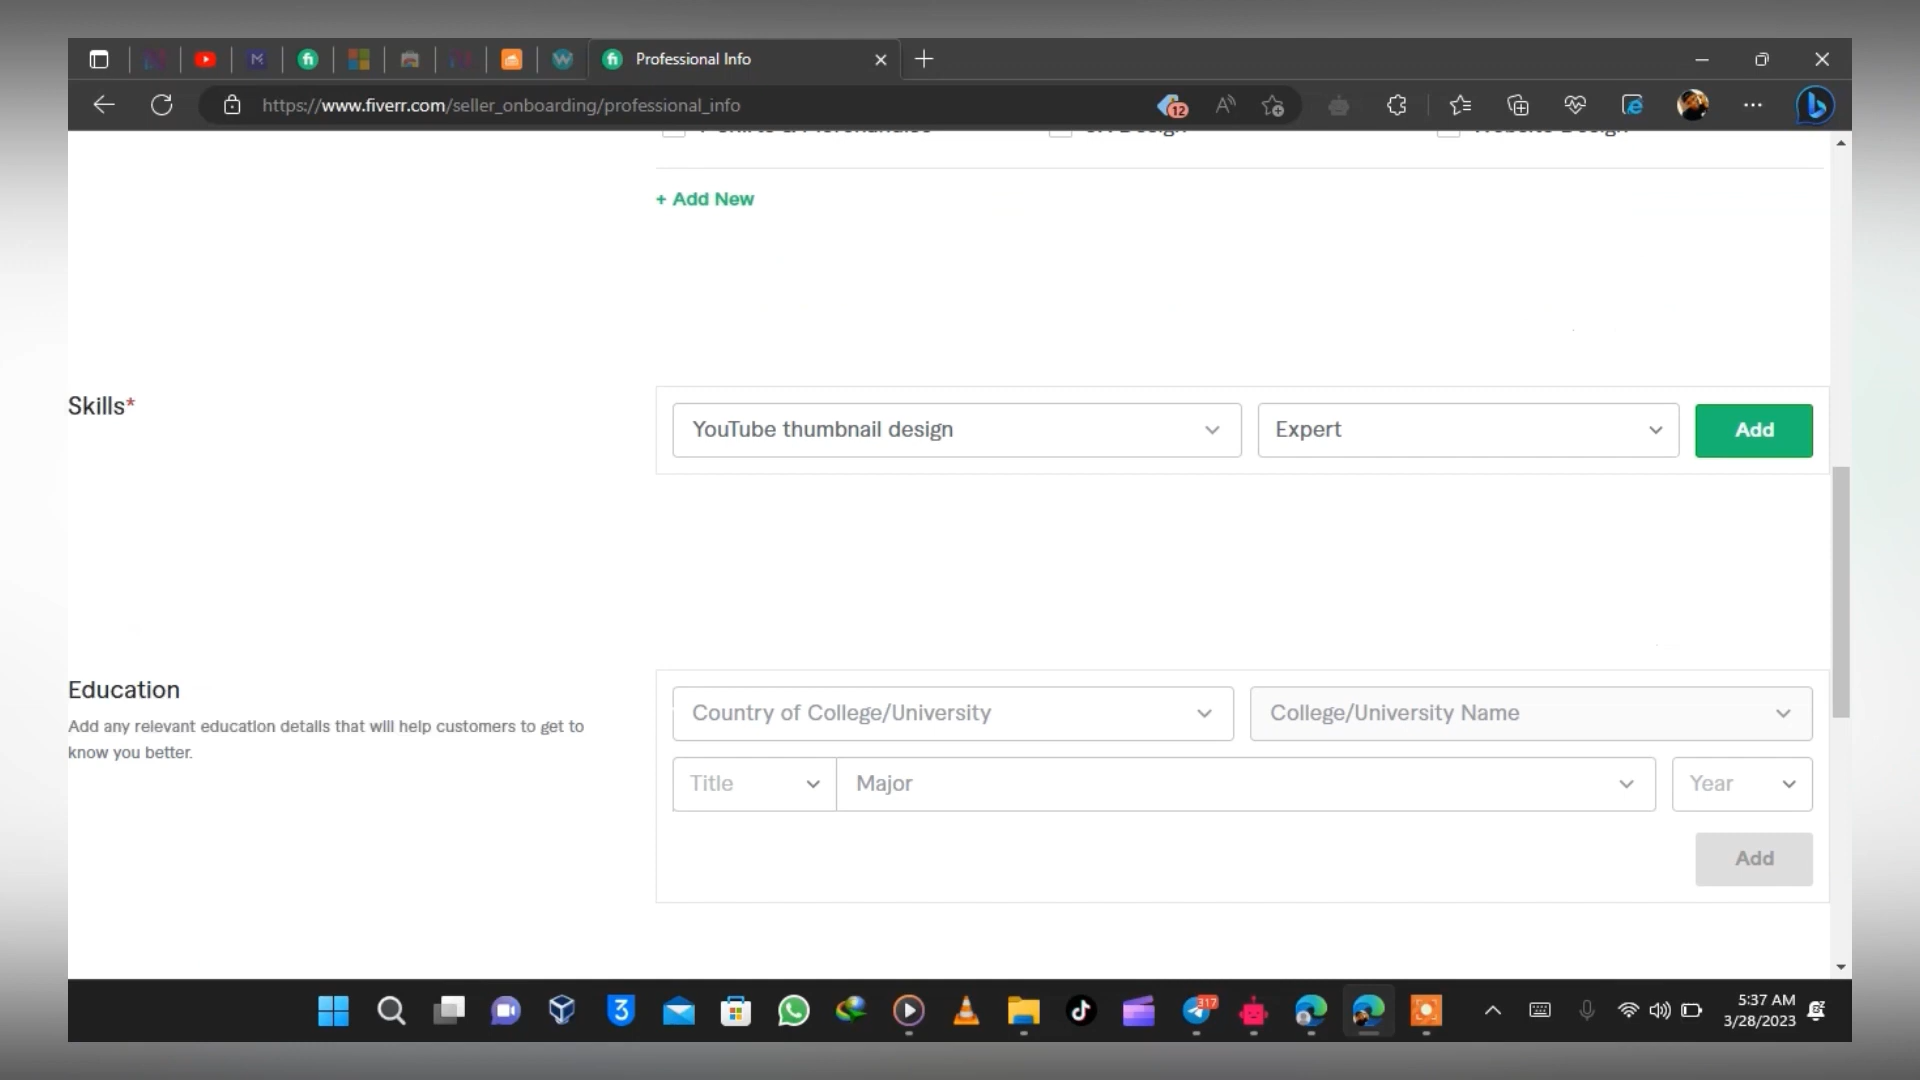 Professional Info
https://www.fiverr.com/seller_onboarding/professional_info
12
+ Add New
Skills*
YouTube thumbnail design
Expert
Add
Education
Add any relevant education details that will help customers to get to
know you better.
Country of College/University
College/University Name
Title
Major
Year
Add
317
5:37 AM
3/28/2023